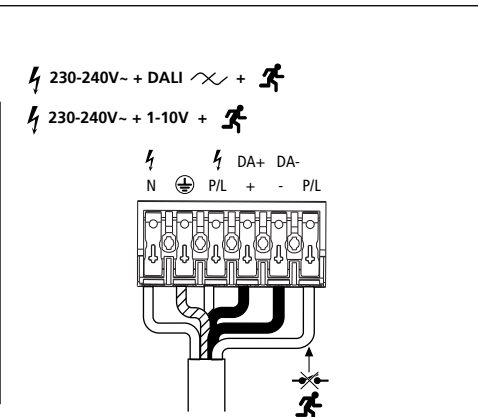 230-240V~ + DALI + 
230-240V~ + 1-10V +
DA+ DA-
N P/L + - P/L